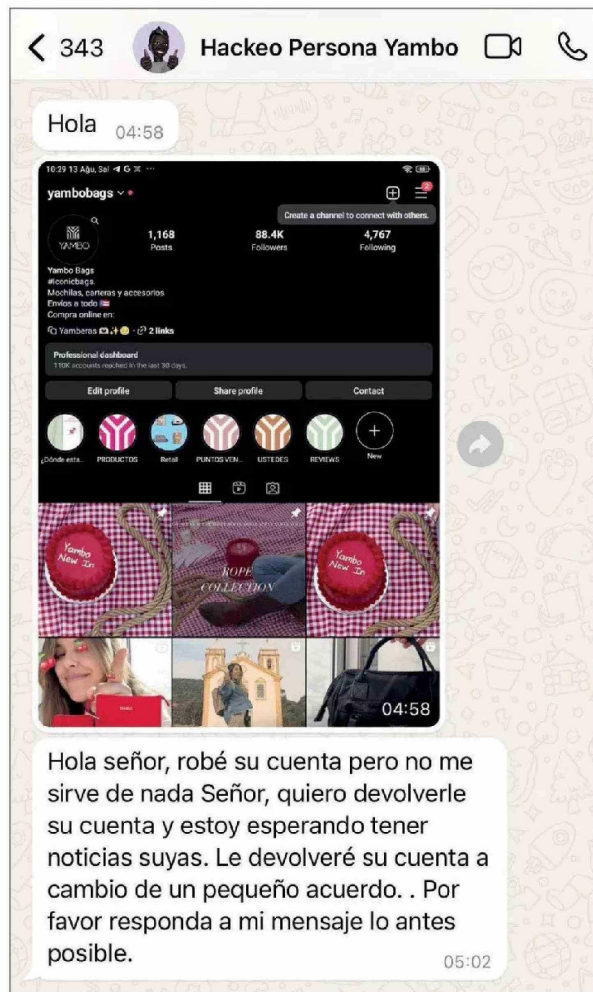 343
Hackeo Persona Yambo
Hola 04:58
10:29 13 Ağu, Sal
yambobags
2
Create a channel to connect with others.
YAMBO
1,168 88.4K 4,767
Posts Followers Following
Yambo Bags
#Iconicbags.
Mochilas, carteras y accesorios
Envíos a todo 🇵🇷
Compra online en:
Yamberas · 2 links
Professional dashboard
110K accounts reached in the last 30 days.
Edit profile Share profile Contact
¿Dónde esta... PRODUCTOS Retail PUNTOS VEN... USTEDES REVIEWS New
Yambo New In
ROPE
COLLECTION
Yambo New In
04:58
Hola señor, robé su cuenta pero no me
sirve de nada Señor, quiero devolverle
su cuenta y estoy esperando tener
noticias suyas. Le devolveré su cuenta a
cambio de un pequeño acuerdo. . Por
favor responda a mi mensaje lo antes
posible.
05:02